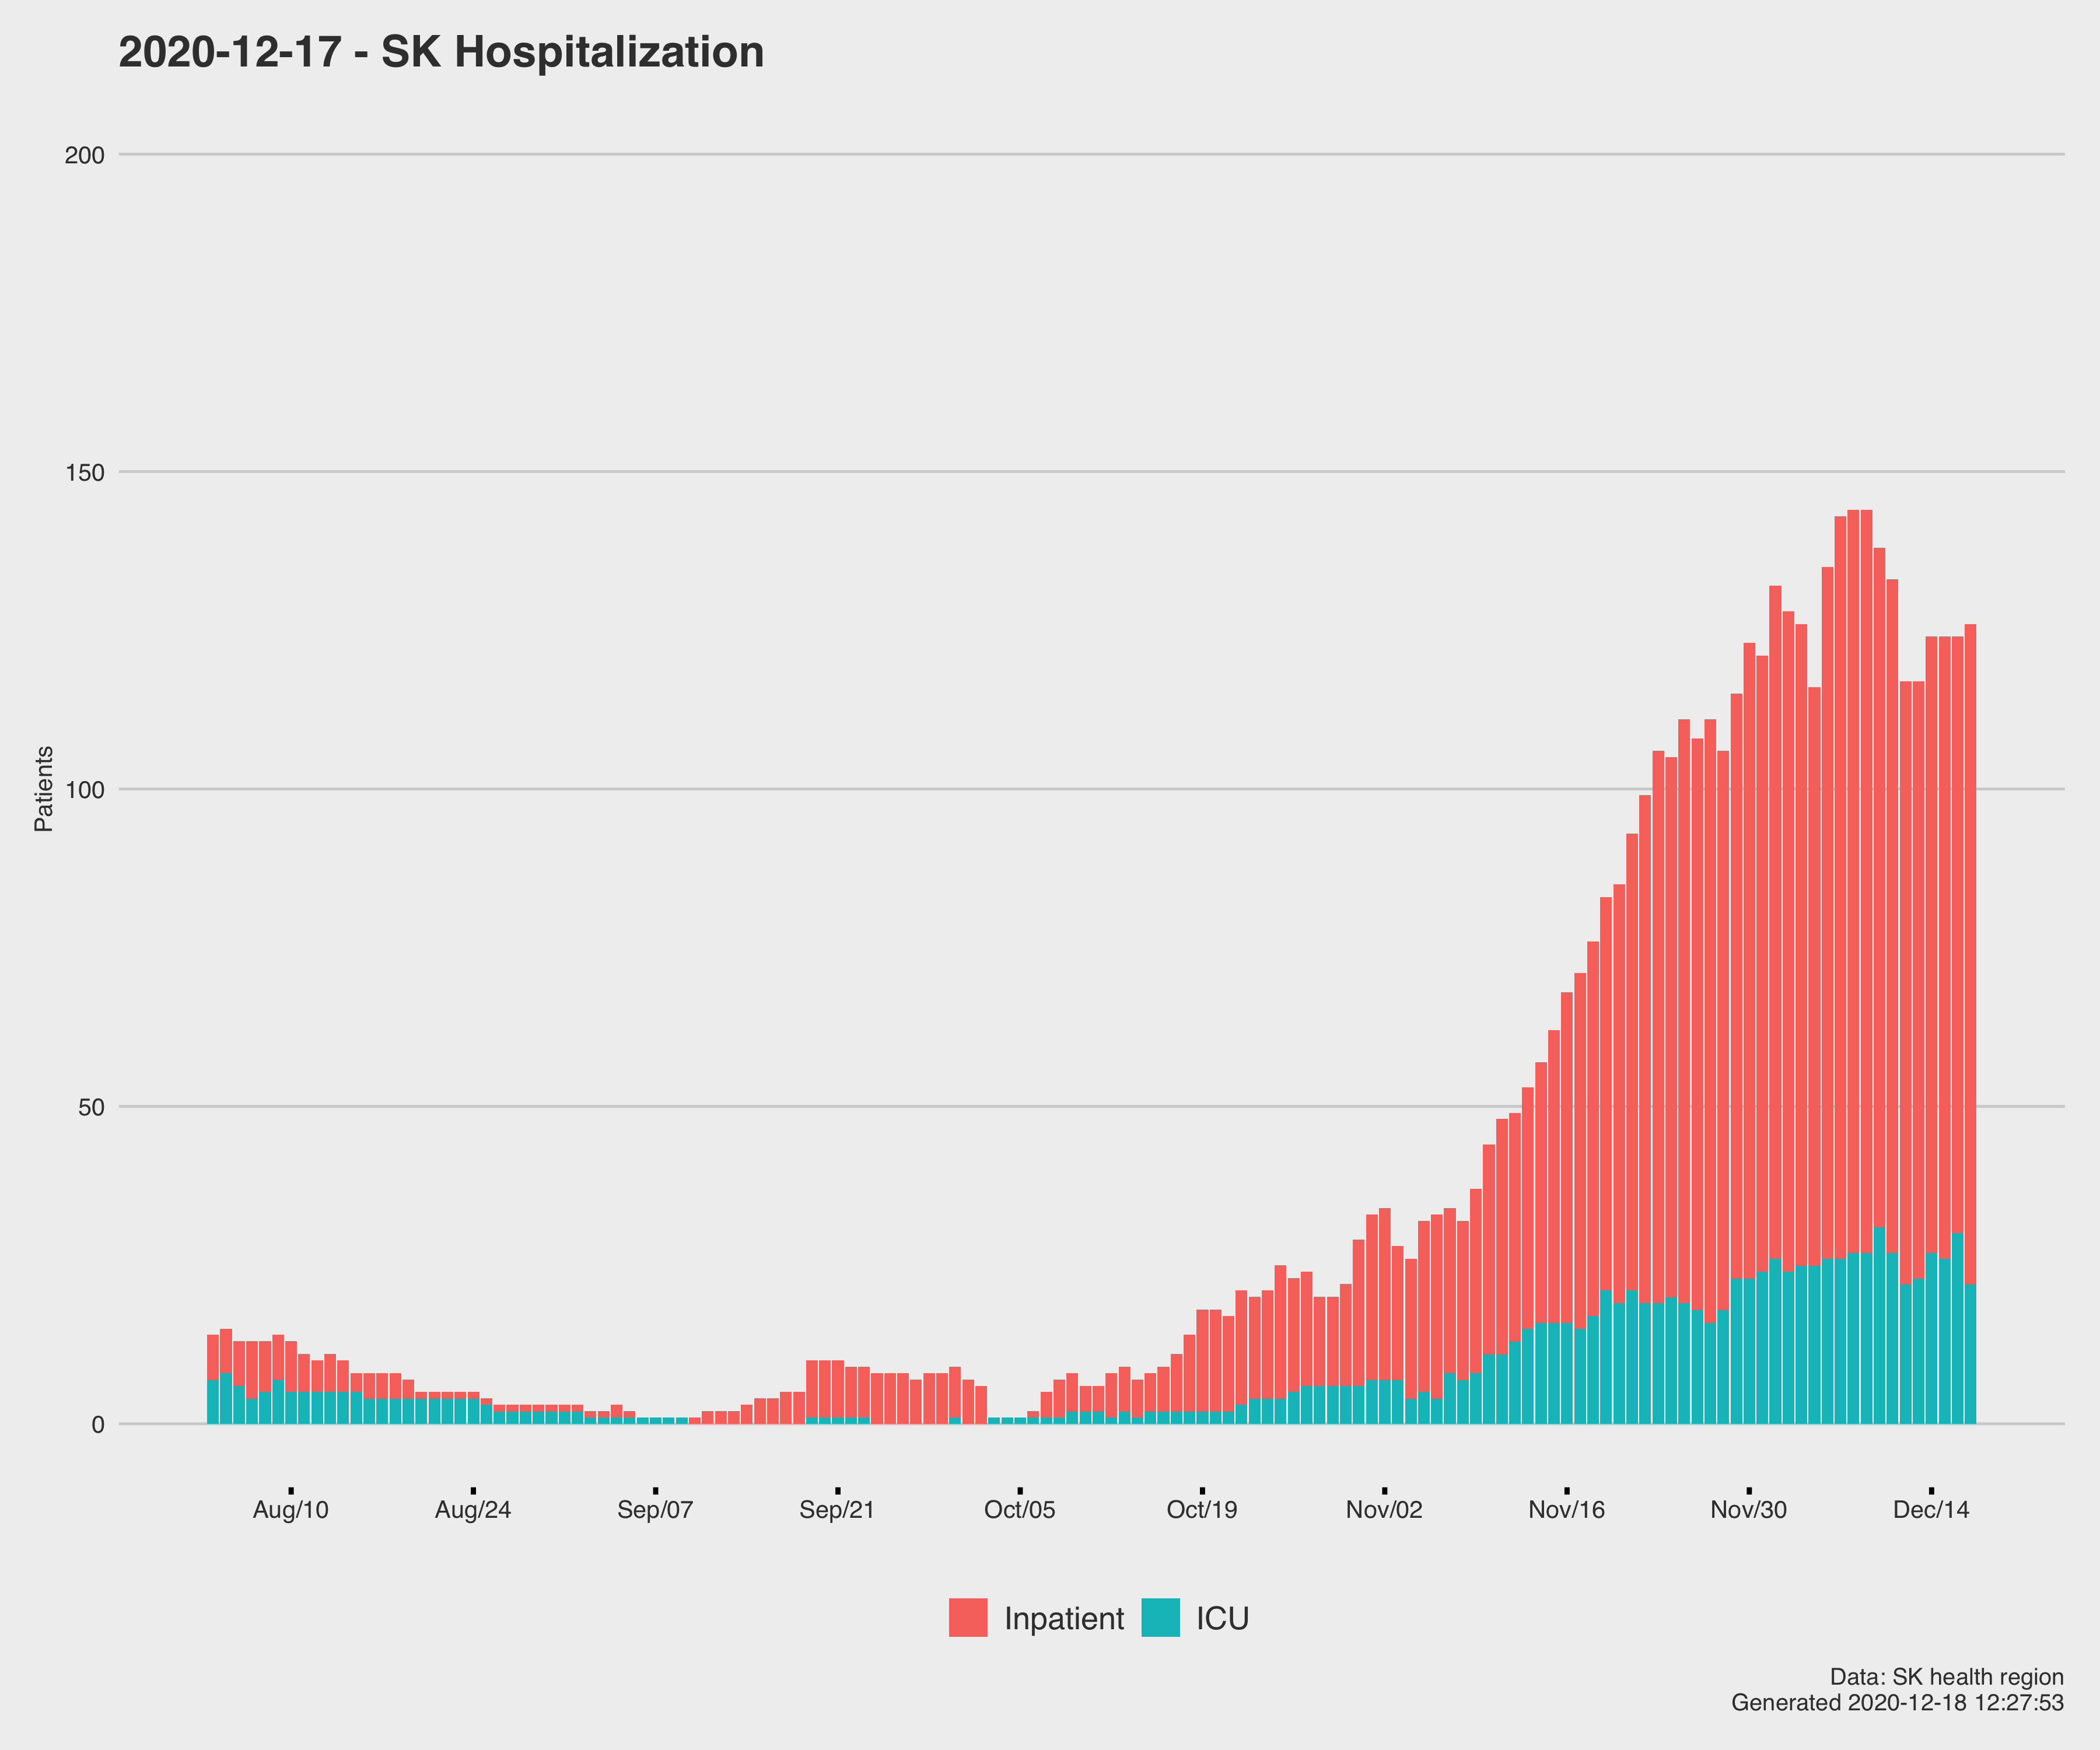 2020-12-17 - SK Hospitalization
200
150
100
50
0
Patients
Aug/10 Aug/24 Sep/07 Sep/21 Oct/05 Oct/19 Nov/02 Nov/16 Nov/30 Dec/14
Inpatient ICU
Data: SK health region
Generated 2020-12-18 12:27:53